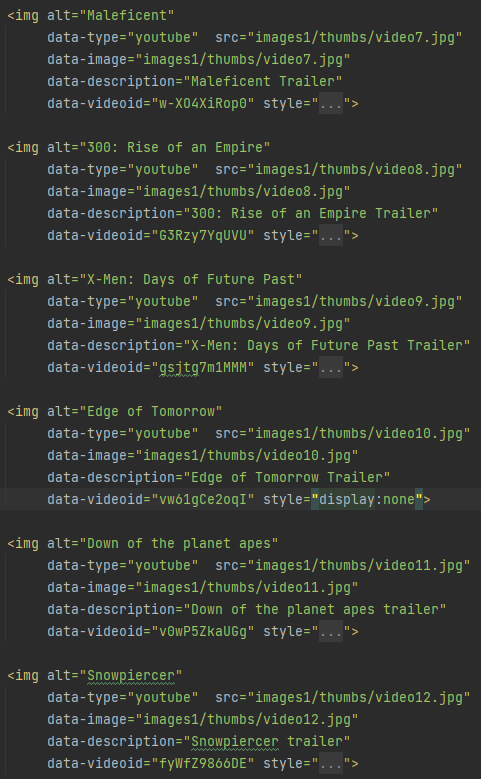 <img alt="Maleficent"
data-type="youtube"  src="images1/thumbs/video7.jpg"
data-image="images1/thumbs/video7.jpg"
data-description="Maleficent Trailer"
data-videoid="w-XO4XiRop0" style="...">
<img alt="300: Rise of an Empire"
data-type="youtube"  src="images1/thumbs/video8.jpg"
data-image="images1/thumbs/video8.jpg"
data-description="300: Rise of an Empire Trailer"
data-videoid="G3Rzy7YqUVU" style="...">
<img alt="X-Men: Days of Future Past"
data-type="youtube"  src="images1/thumbs/video9.jpg"
data-image="images1/thumbs/video9.jpg"
data-description="X-Men: Days of Future Past Trailer"
data-videoid="gsjtg7m1MMM" style="...">
<img alt="Edge of Tomorrow"
data-type="youtube"  src="images1/thumbs/video10.jpg"
data-image="images1/thumbs/video10.jpg"
data-description="Edge of Tomorrow Trailer"
data-videoid="vw61gCe2oqI" style="display:none">
<img alt="Down of the planet apes"
data-type="youtube"  src="images1/thumbs/video11.jpg"
data-image="images1/thumbs/video11.jpg"
data-description="Down of the planet apes trailer"
data-videoid="v0wP5ZkaUGg" style="...">
<img alt="Snowpiercer"
data-type="youtube"  src="images1/thumbs/video12.jpg"
data-image="images1/thumbs/video12.jpg"
data-description="Snowpiercer trailer"
data-videoid="fyWfZ9866DE" style="...">